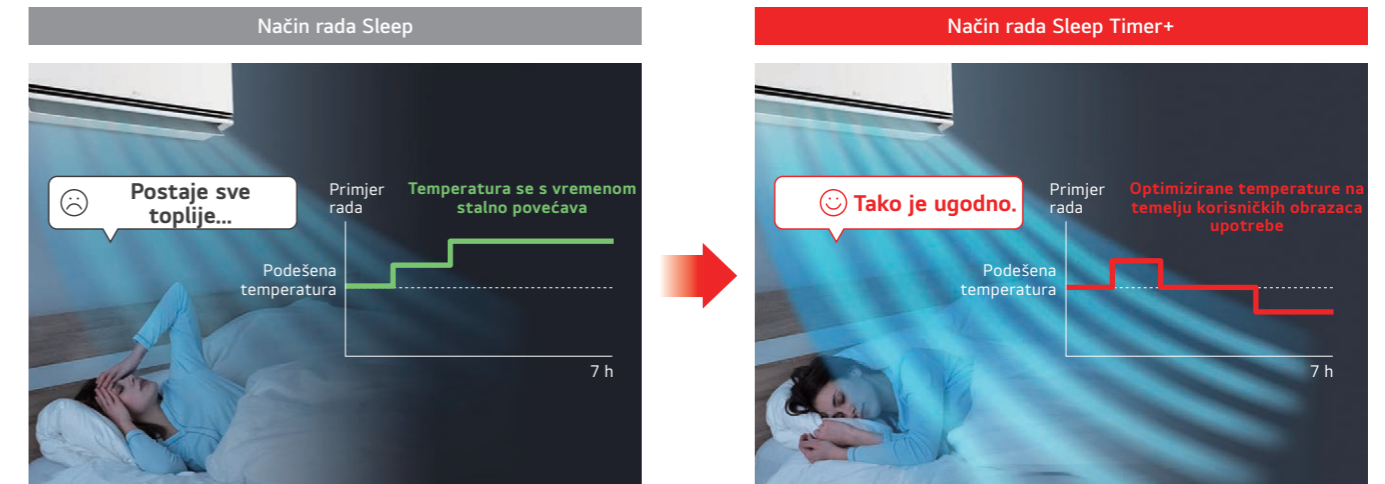 Način rada Sleep
Postaje sve
toplije...
Primjer
rada
Temperatura se s vremenom
stalno povećava
Podešena
temperatura
7 h
Način rada Sleep Timer+
Tako je ugodno.
Primjer
rada
Optimizirane temperature na
temelju korisničkih obrazaca
upotrebe
Podešena
temperatura
7 h